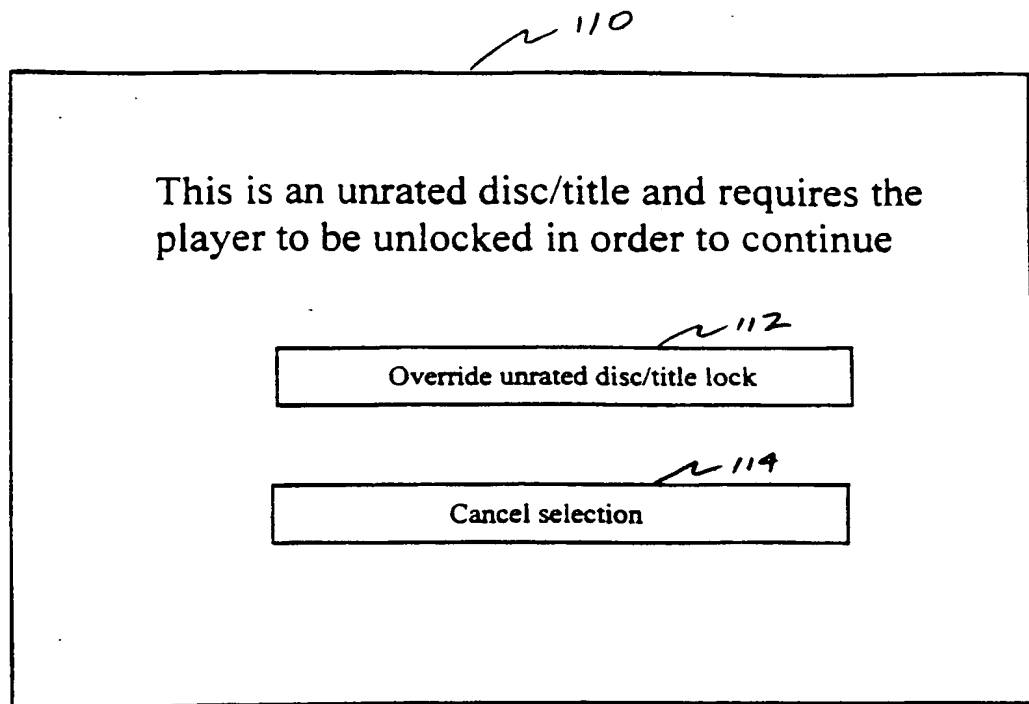 110
This is an unrated disc/title and requires the
player to be unlocked in order to continue
112
Override unrated disc/title lock
114
Cancel selection